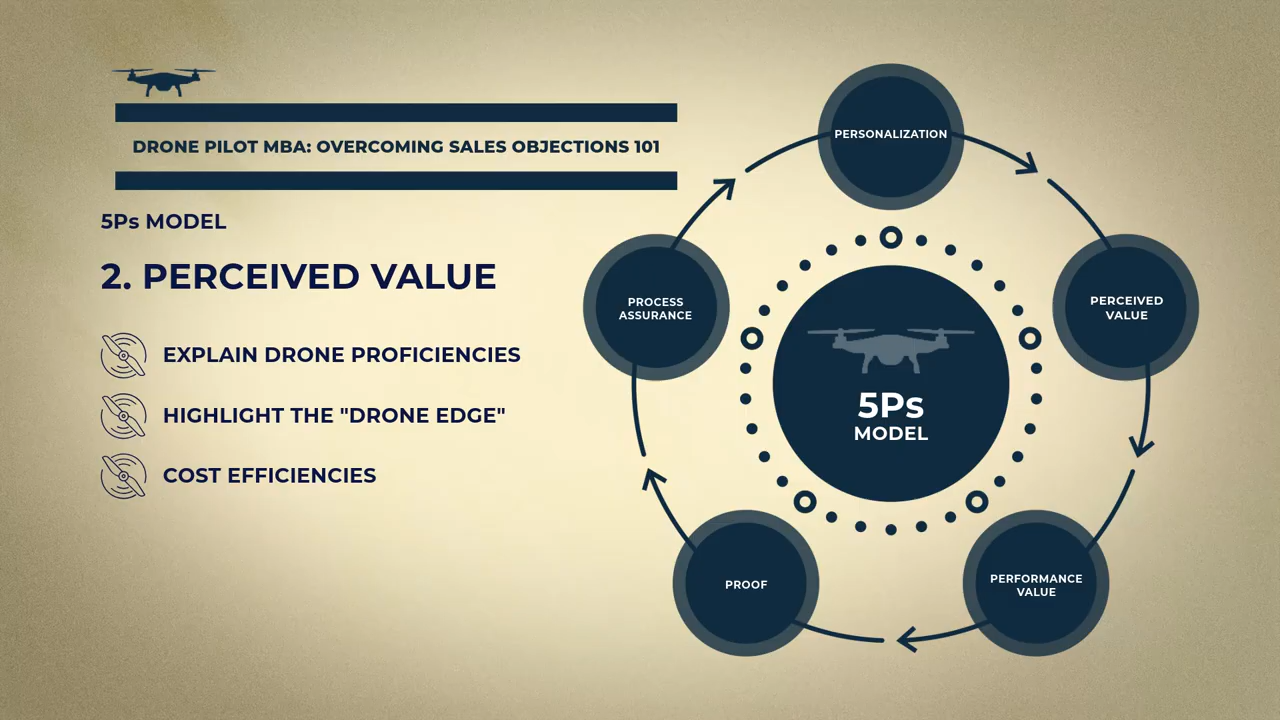 DRONE PILOT MBA: OVERCOMING SALES OBJECTIONS 101
5Ps MODEL
2. PERCEIVED VALUE
EXPLAIN DRONE PROFICIENCIES
HIGHLIGHT THE "DRONE EDGE"
COST EFFICIENCIES
PERSONALIZATION
PERCEIVED
VALUE
PERFORMANCE
VALUE
PROOF
PROCESS
ASSURANCE
5Ps
MODEL